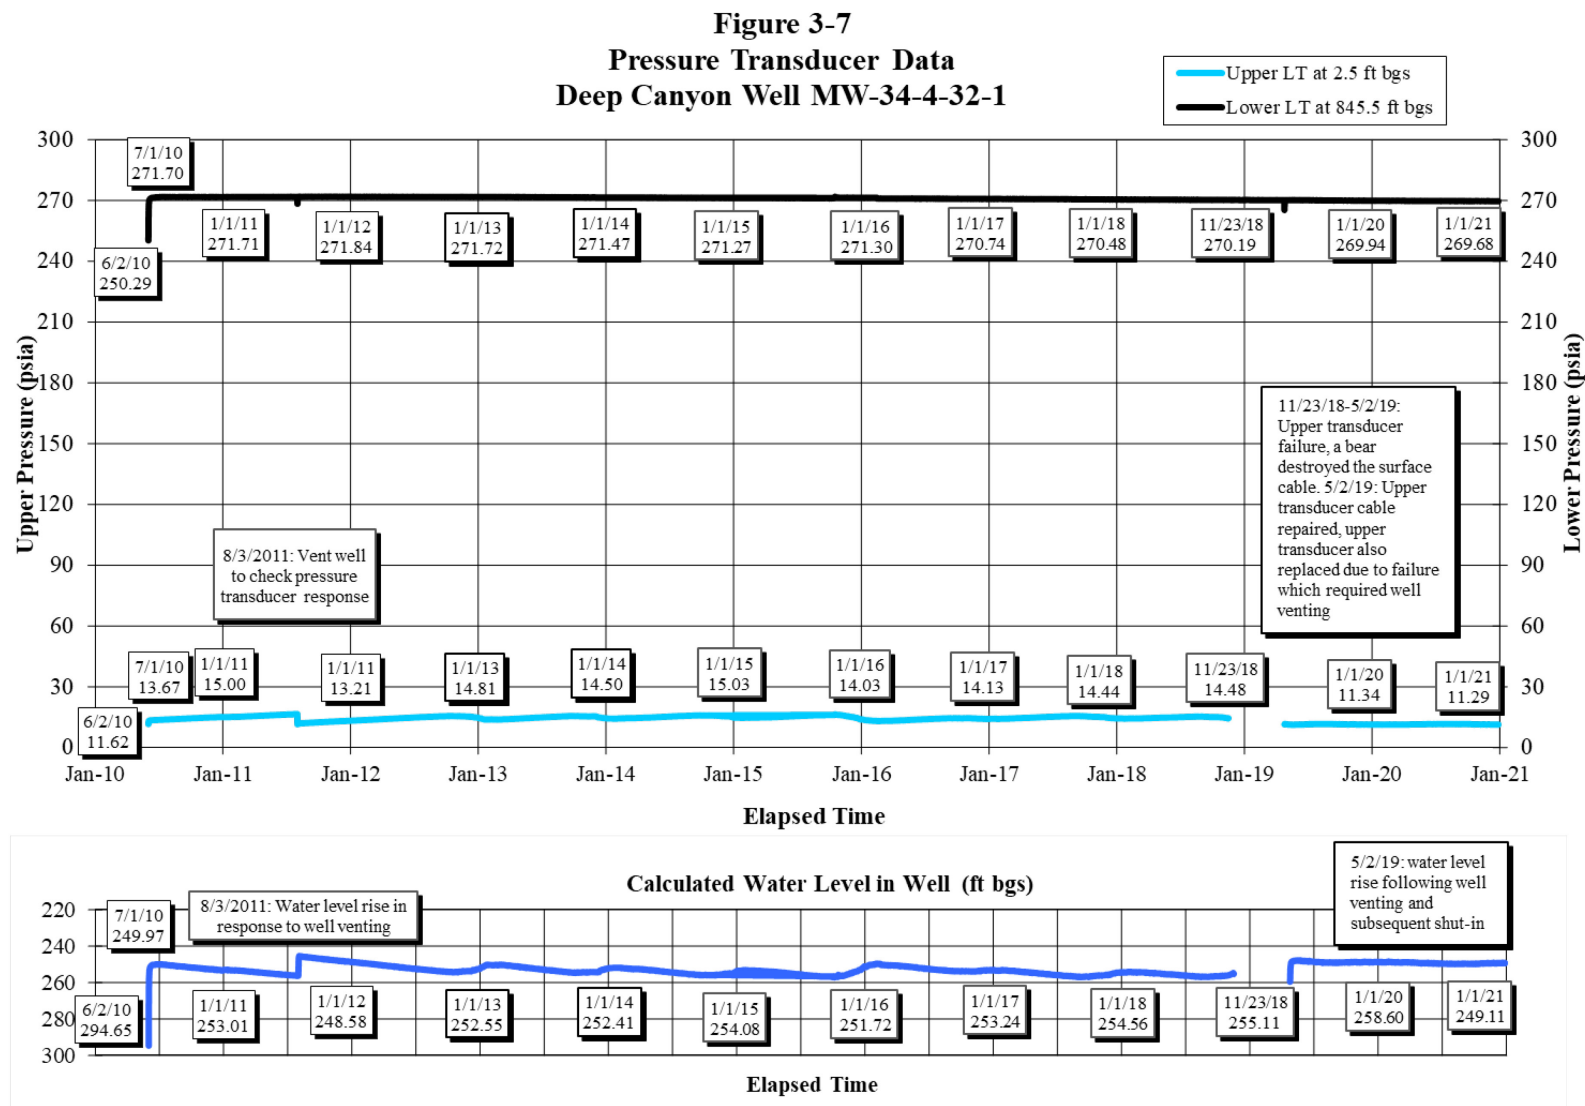 Figure 3-7
Pressure Transducer Data
Deep Canyon Well MW-34-4-32-1
Upper LT at 2.5 ft bgs
Lower LT at 845.5 ft bgs
300
270
240
210
180
150
120
90
60
30
0
Upper Pressure (psia)
300
270
240
210
180
150
120
90
60
30
0
Lower Pressure (psia)
7/1/10
271.70
6/2/10
250.29
1/1/11
271.71
1/1/12
271.84
1/1/13
271.72
1/1/14
271.47
1/1/15
271.27
1/1/16
271.30
1/1/17
270.74
1/1/18
270.48
11/23/18
270.19
1/1/20
269.94
1/1/21
269.68
8/3/2011: Vent well
to check pressure
transducer response
11/23/18-5/2/19:
Upper transducer
failure, a bear
destroyed the surface
cable. 5/2/19: Upper
transducer cable
repaired, upper
transducer also
replaced due to failure
which required well
venting
6/2/10
11.62
7/1/10
13.67
1/1/11
15.00
1/1/11
13.21
1/1/13
14.81
1/1/14
14.50
1/1/15
15.03
1/1/16
14.03
1/1/17
14.13
1/1/18
14.44
11/23/18
14.48
1/1/20
11.34
1/1/21
11.29
Jan-10
Jan-11
Jan-12
Jan-13
Jan-14
Jan-15
Jan-16
Jan-17
Jan-18
Jan-19
Jan-20
Jan-21
Elapsed Time
Calculated Water Level in Well (ft bgs)
220
240
260
280
300
7/1/10
249.97
8/3/2011: Water level rise in
response to well venting
5/2/19: water level
rise following well
venting and
subsequent shut-in
6/2/10
294.65
1/1/11
253.01
1/1/12
248.58
1/1/13
252.55
1/1/14
252.41
1/1/15
254.08
1/1/16
251.72
1/1/17
253.24
1/1/18
254.56
11/23/18
255.11
1/1/20
258.60
1/1/21
249.11
Elapsed Time